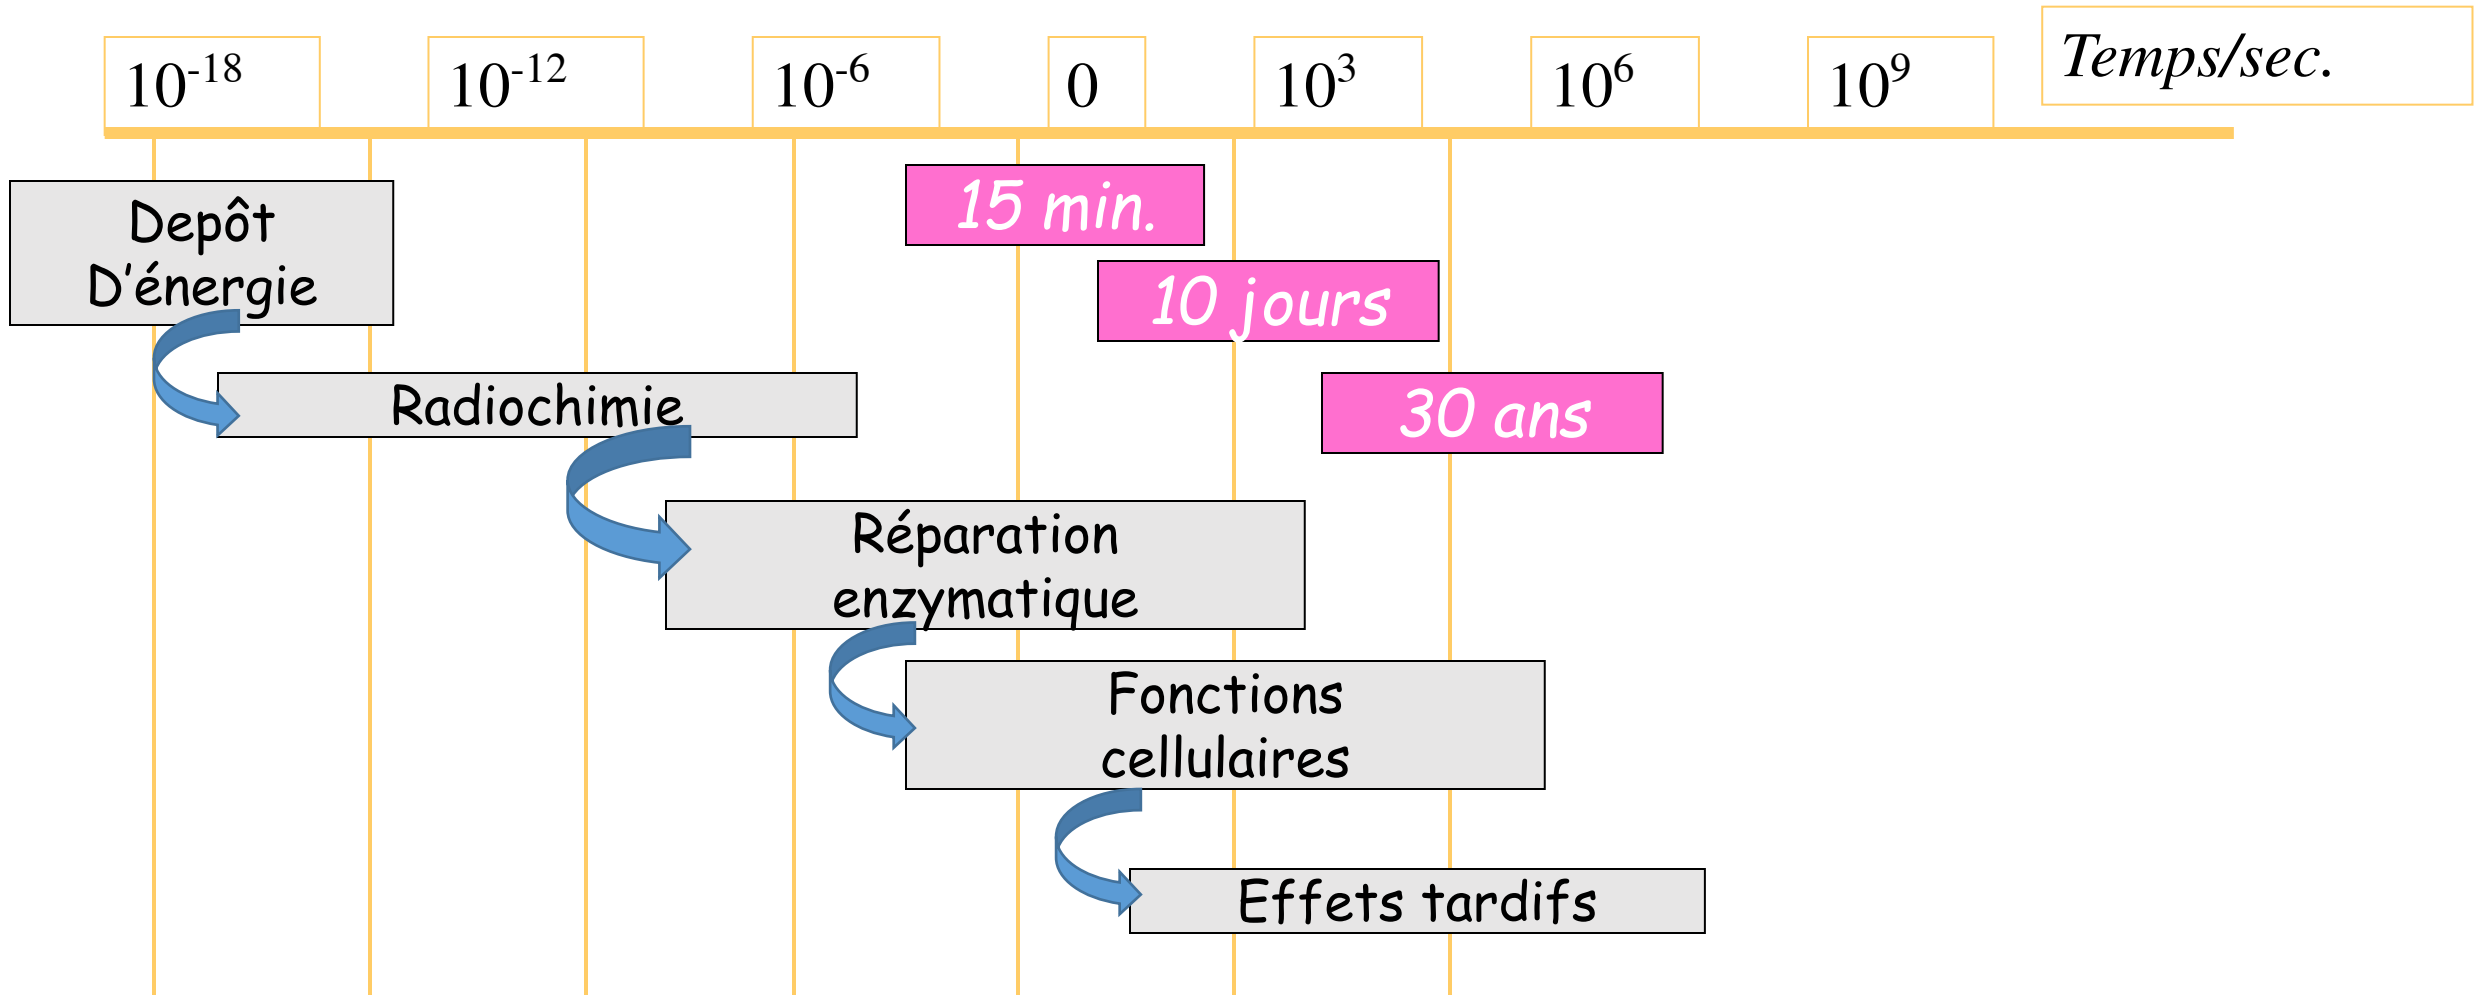 10-18 10-12 10-6 0 103 106 109 Temps/sec.
15 min.
Depôt
D’énergie
10 jours
Radiochimie
30 ans
Réparation
enzymatique
Fonctions
cellulaires
Effets tardifs